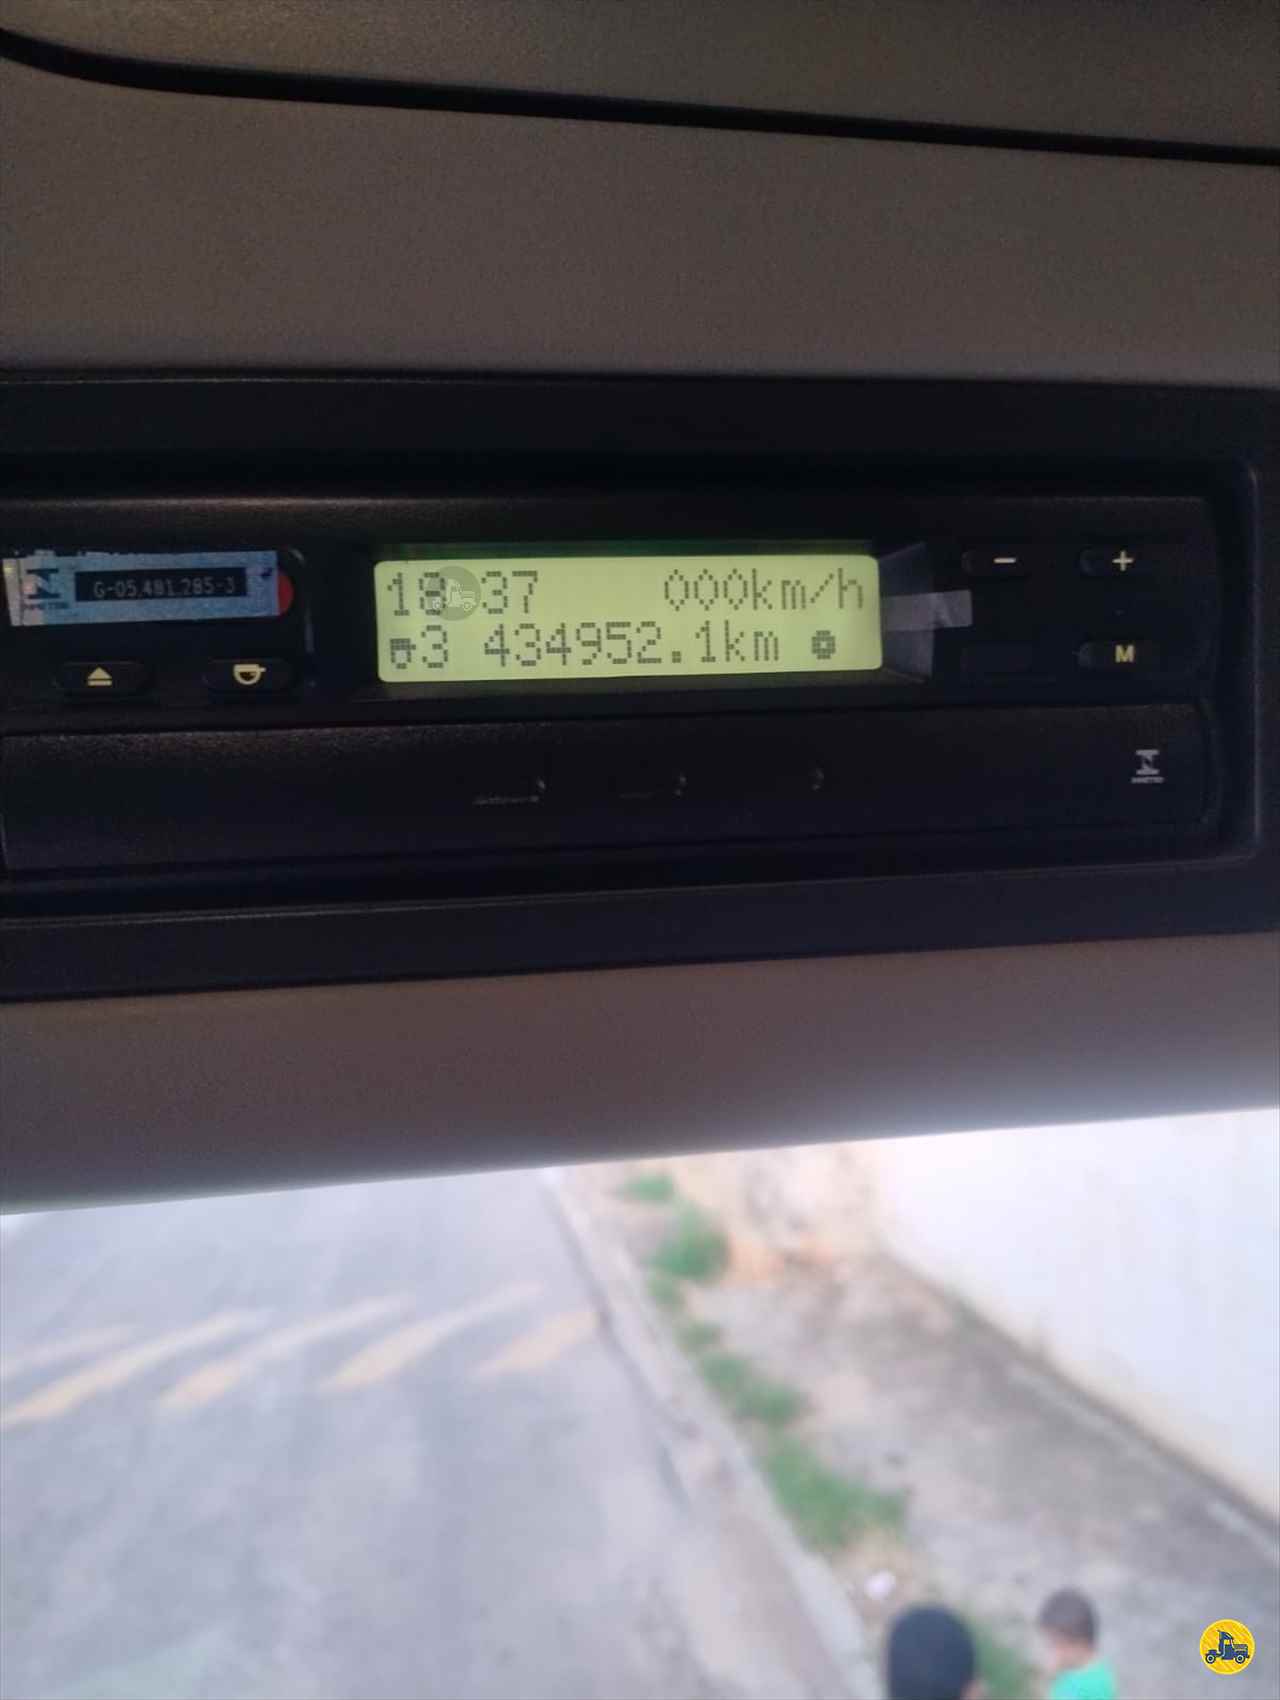 G-05.481.285-3
18:37 000km/h
3 434952.1km
- +
M